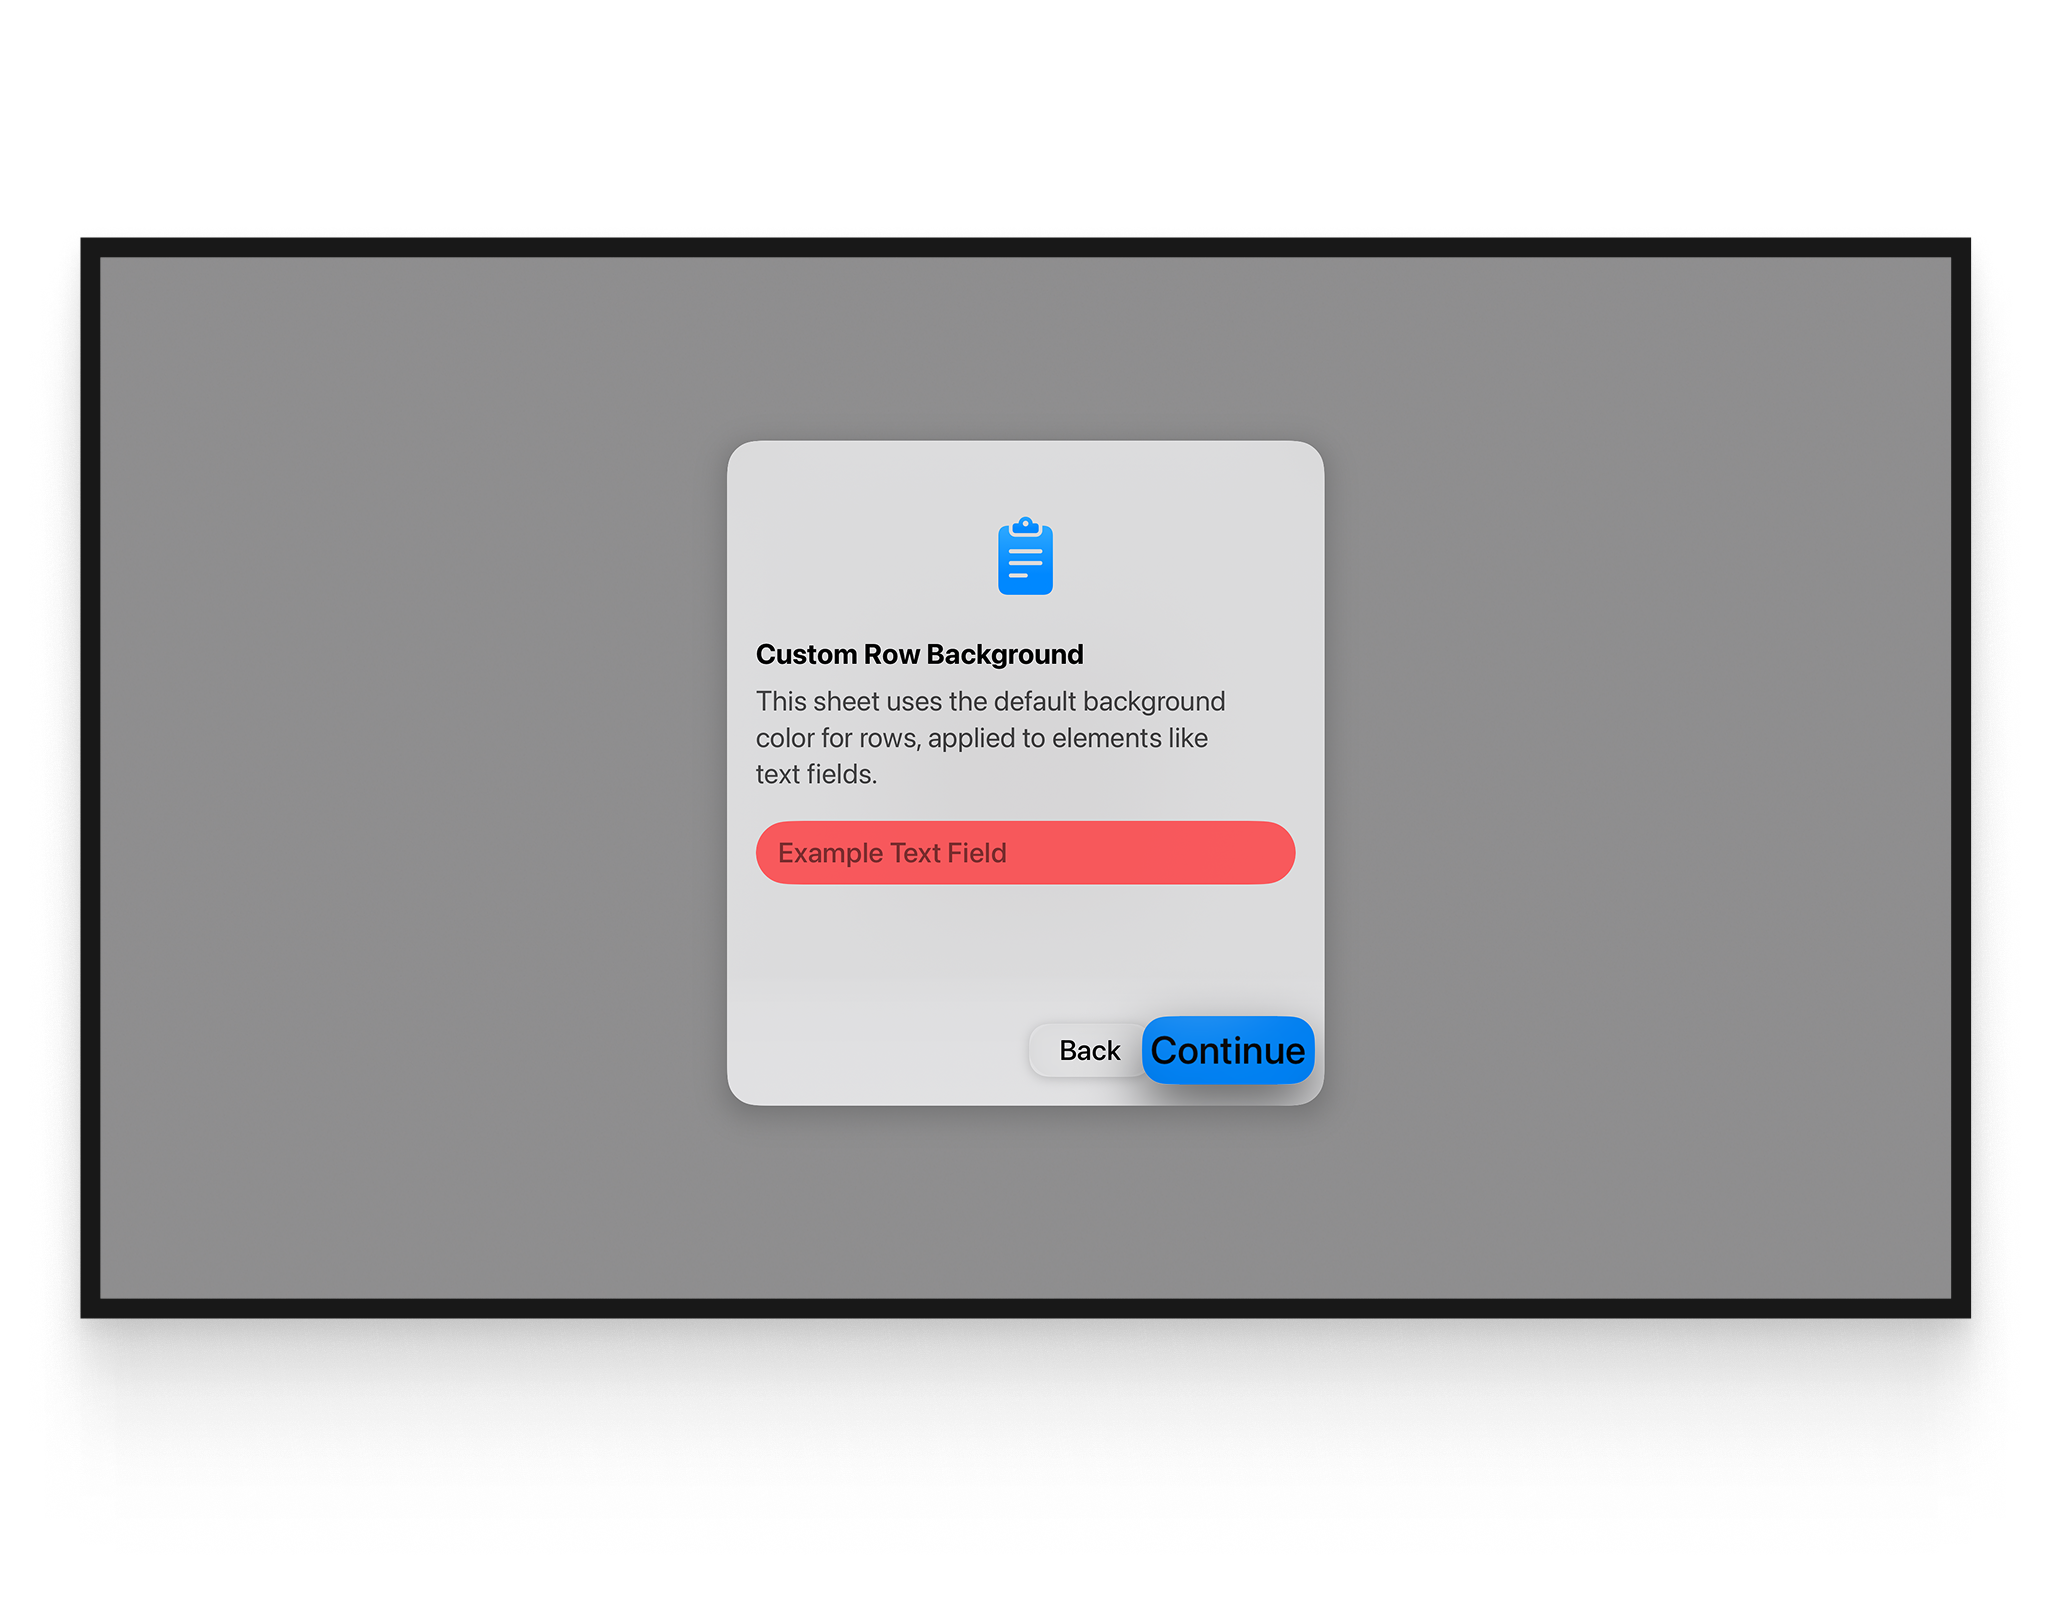 Custom Row Background
This sheet uses the default background
color for rows, applied to elements like
text fields.
Example Text Field
Back
Continue